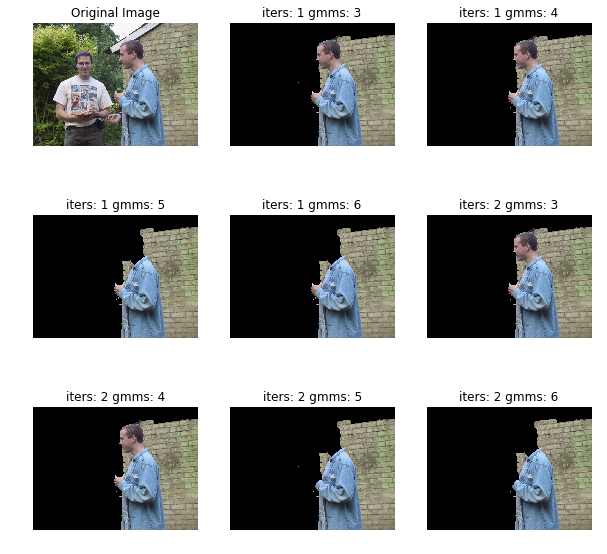 Original Image
iters: 1 gmms: 3
iters: 1 gmms: 4
iters: 1 gmms: 5
iters: 1 gmms: 6
iters: 2 gmms: 3
iters: 2 gmms: 4
iters: 2 gmms: 5
iters: 2 gmms: 6